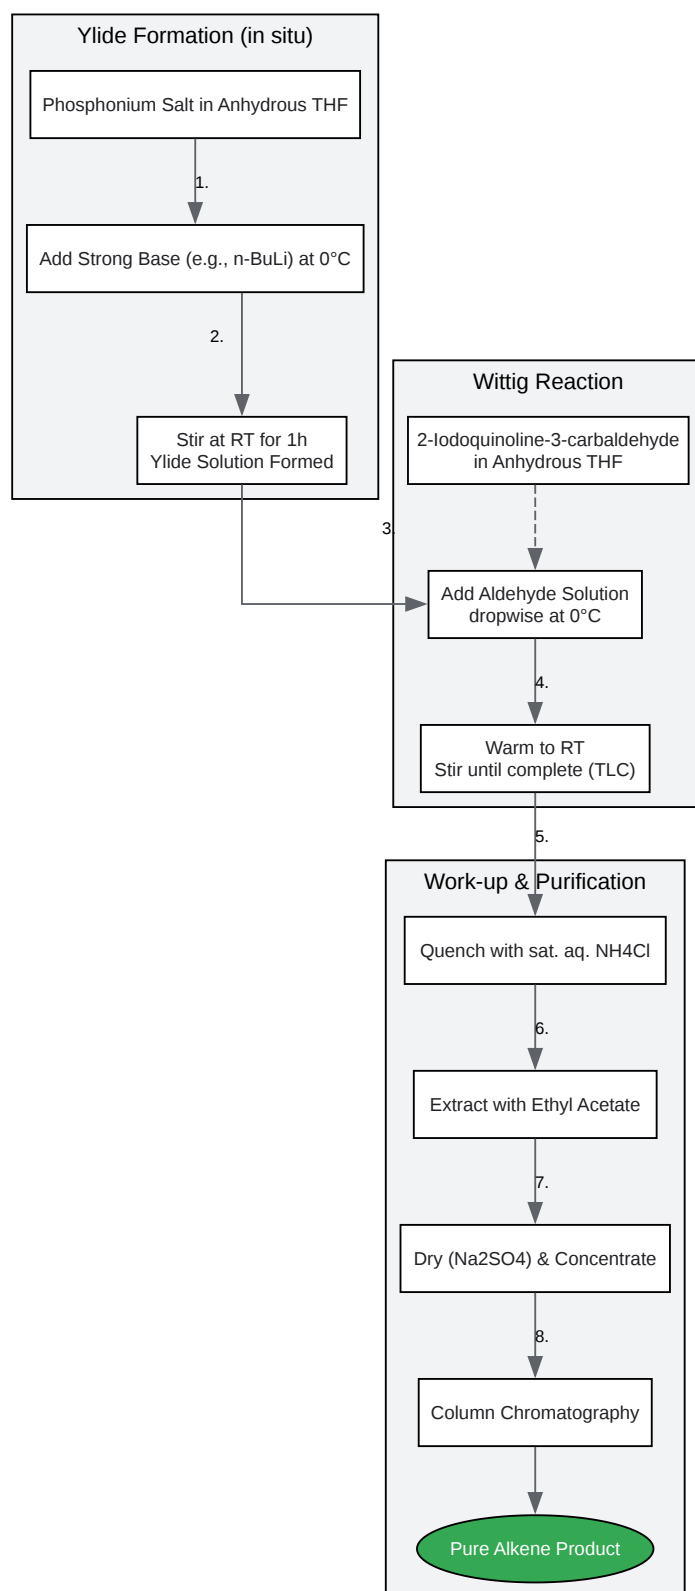 Ylide Formation (in situ)
Phosphonium Salt in Anhydrous THF
1.
Add Strong Base (e.g., n-BuLi) at 0°C
2.
Stir at RT for 1h
Ylide Solution Formed
Wittig Reaction
2-Iodoquinoline-3-carbaldehyde
in Anhydrous THF
3.
Add Aldehyde Solution
dropwise at 0°C
4.
Warm to RT
Stir until complete (TLC)
5.
Work-up & Purification
Quench with sat. aq. NH4Cl
6.
Extract with Ethyl Acetate
7.
Dry (Na2SO4) & Concentrate
8.
Column Chromatography
Pure Alkene Product